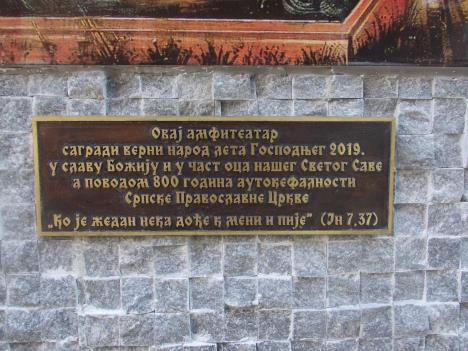 Овај амфитеатар
сагради верни народ лета Господњег 2019.
у славу Божију и у част оца нашег Светог Саве
а поводом 800 година аутокефалности
Српске Православне Цркве
„Ко је жедан нека дође к мени и пије” (Јн 7,37)